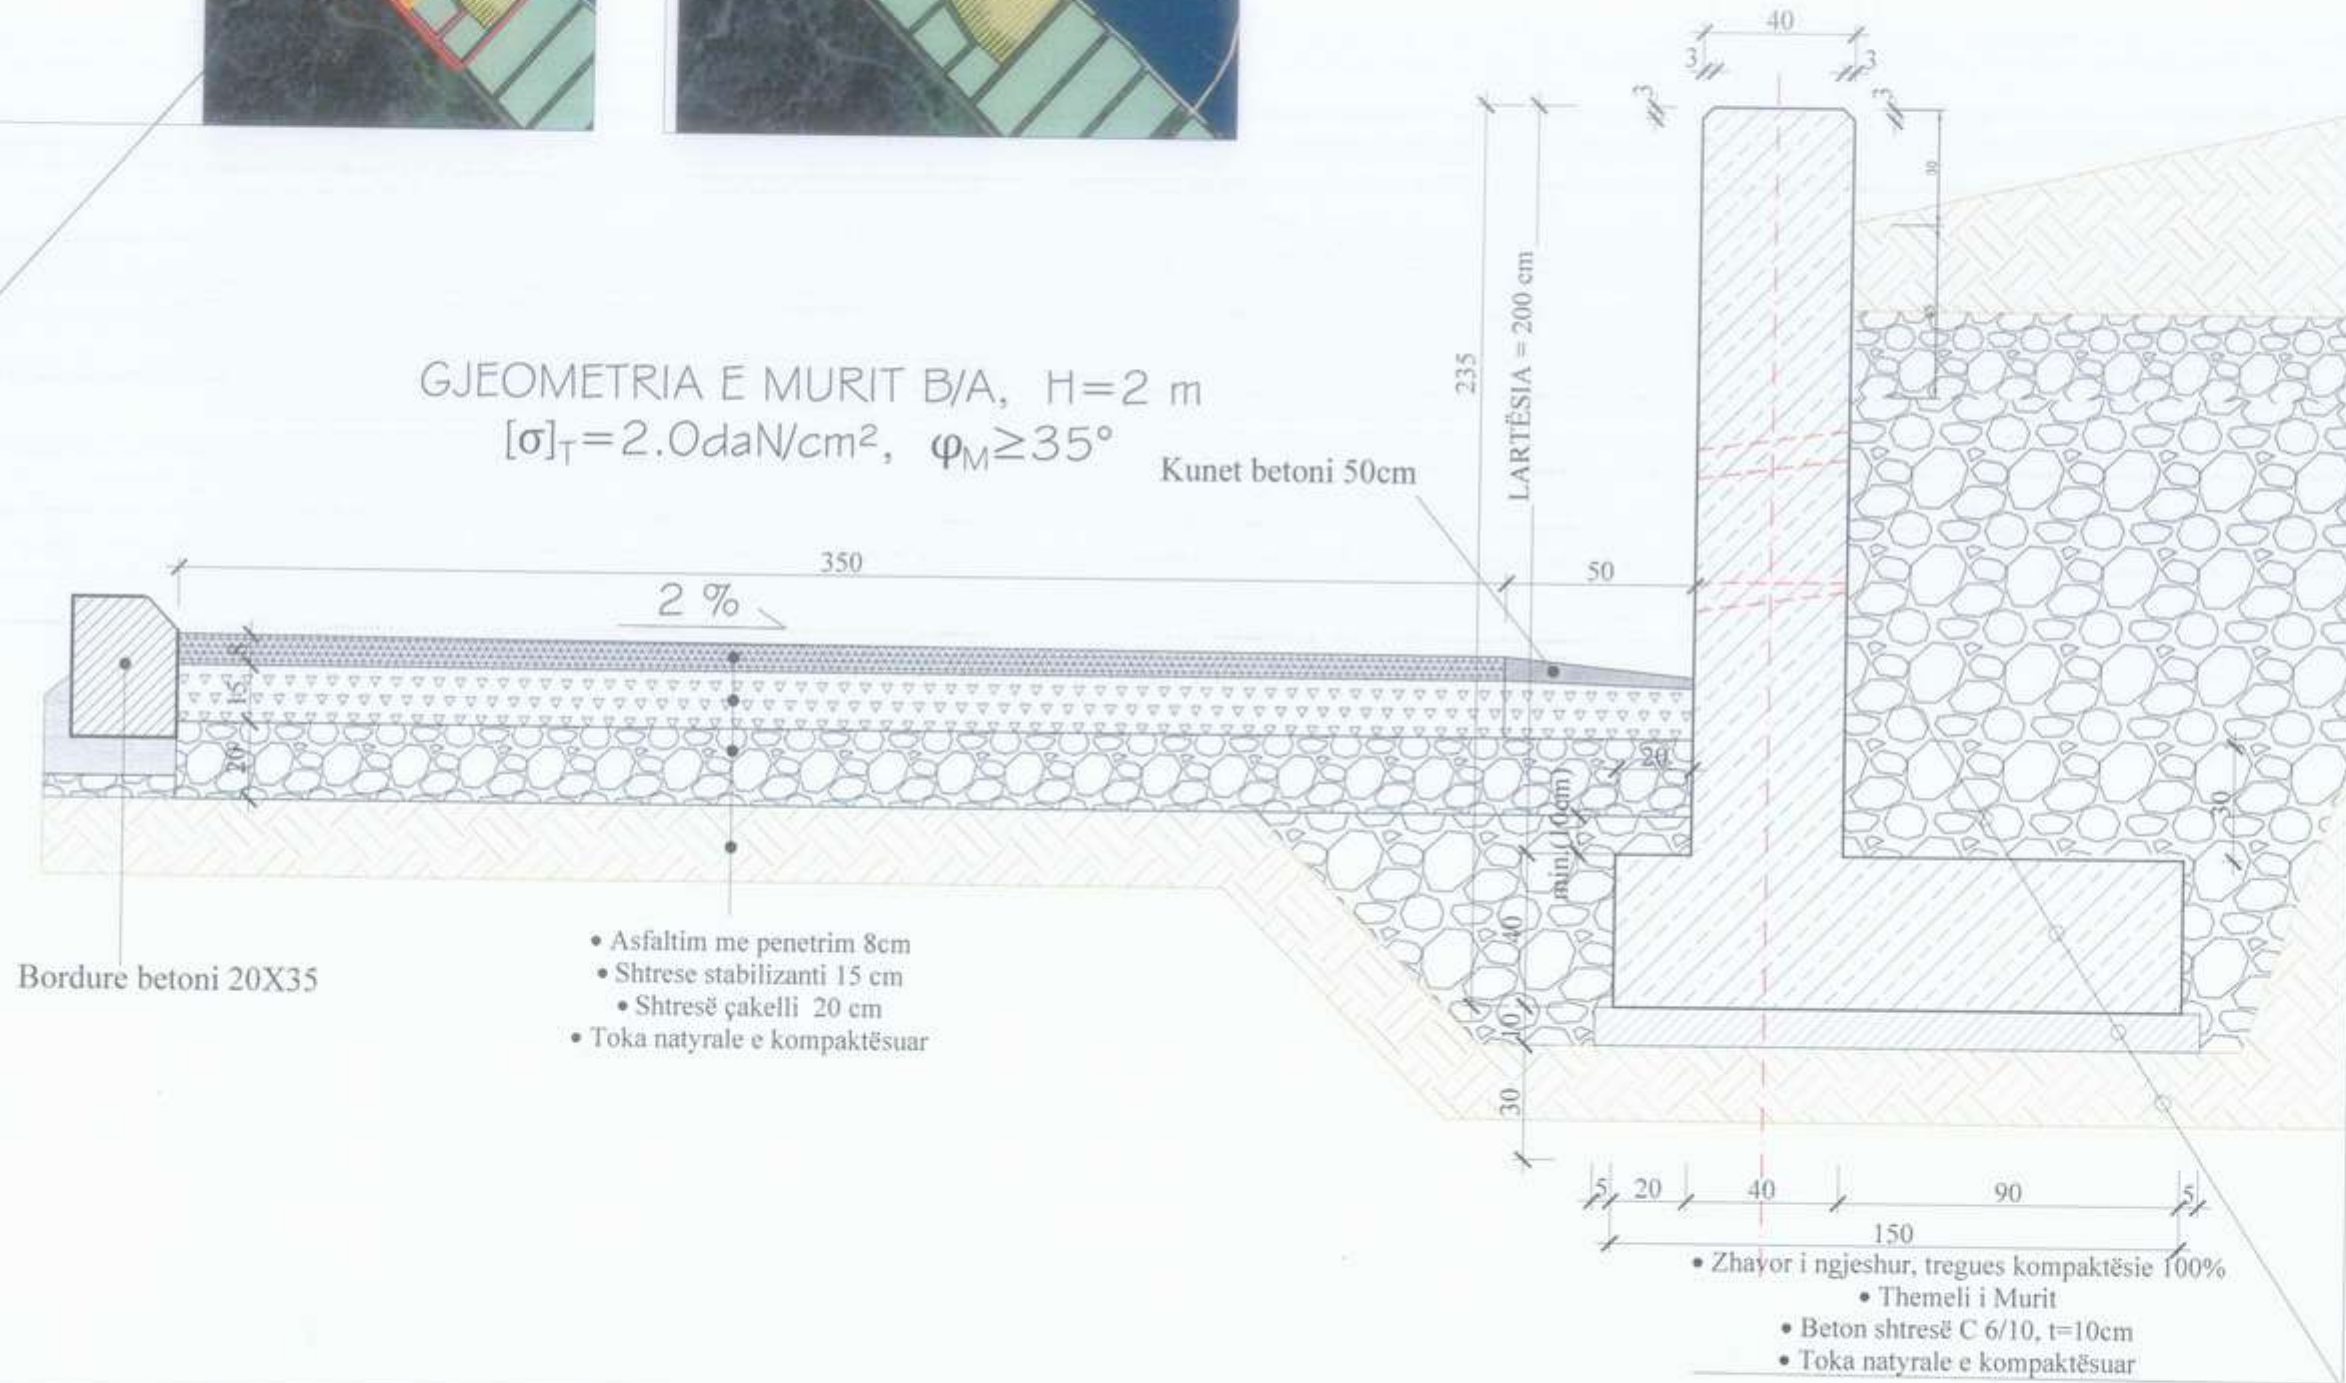 40
3
3
3
3
30
235
LARTËSIA = 200 cm
GJEOMETRIA E MURIT B/A, H=2 m
[σ]T=2.0daN/cm², φM≥35°
Kunet betoni 50cm
350
50
2 %
8
15
20
20
min.(10cm)
30
40
10
30
Bordure betoni 20X35
• Asfaltim me penetrim 8cm
• Shtrese stabilizanti 15 cm
• Shtresë çakelli 20 cm
• Toka natyrale e kompaktësuar
5
20
40
90
5
150
• Zhavor i ngjeshur, tregues kompaktësie 100%
• Themeli i Murit
• Beton shtresë C 6/10, t=10cm
• Toka natyrale e kompaktësuar